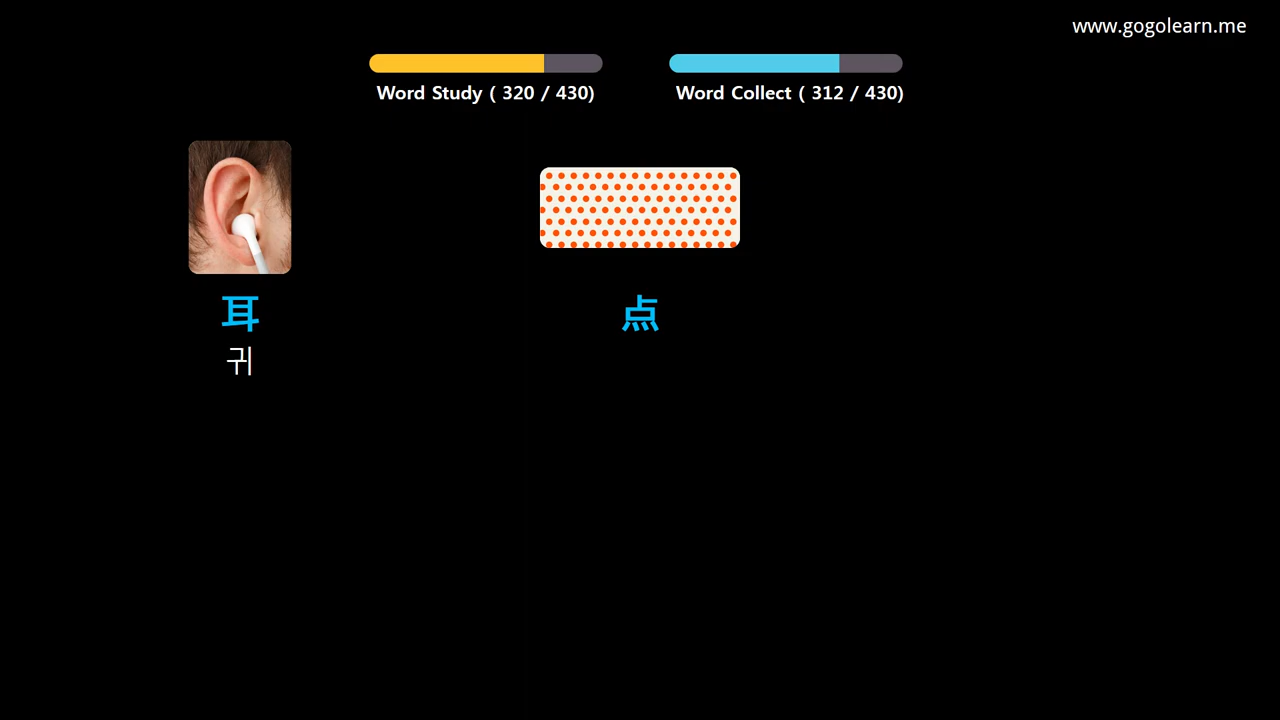 www.gogolearn.me
Word Study ( 320 / 430)
Word Collect ( 312 / 430)
耳
귀
点